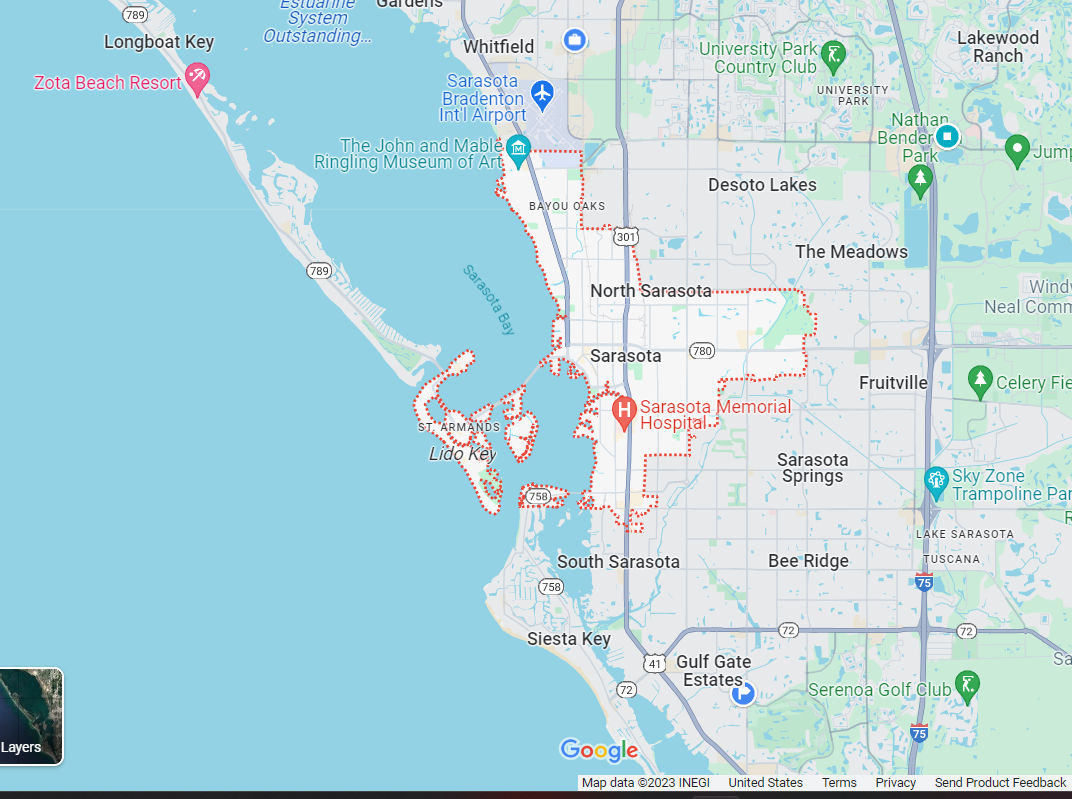 789
Estuarine
System
Outstanding...
Gardens
Longboat Key
Whitfield
University Park
Country Club
Lakewood
Ranch
Zota Beach Resort
Sarasota
Bradenton
Int'l Airport
UNIVERSITY
PARK
Nathan
Bender
Park
The John and Mable
Ringling Museum of Art
Jump
Desoto Lakes
BAYOU OAKS
301
The Meadows
789
Sarasota Bay
North Sarasota
Windy
Neal Comm
Sarasota
780
Fruitville
Celery Fie
Sarasota Memorial
Hospital
ST. ARMANDS
Lido Key
Sarasota
Springs
Sky Zone
Trampoline Par
758
R
LAKE SARASOTA
TUSCANA
South Sarasota
Bee Ridge
75
758
Siesta Key
72
72
41
Gulf Gate
Estates
Sa
72
Serenoa Golf Club
75
Layers
Google
Map data ©2023 INEGI United States Terms Privacy Send Product Feedback